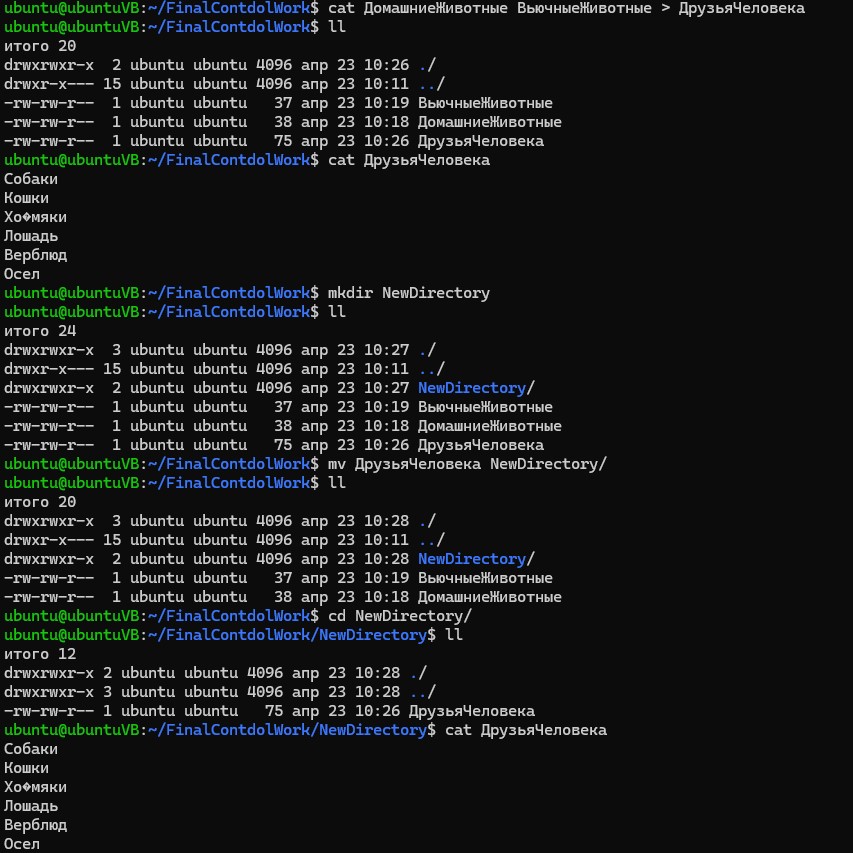 ubuntu@ubuntuVB:~/FinalContdolWork$ cat ДомашниеЖивотные ВьючныеЖивотные > ДрузьяЧеловека
ubuntu@ubuntuVB:~/FinalContdolWork$ ll
итого 20
drwxrwxr-x  2 ubuntu ubuntu 4096 апр 23 10:26 ./
drwxr-x--- 15 ubuntu ubuntu 4096 апр 23 10:11 ../
-rw-rw-r--  1 ubuntu ubuntu   37 апр 23 10:19 ВьючныеЖивотные
-rw-rw-r--  1 ubuntu ubuntu   38 апр 23 10:18 ДомашниеЖивотные
-rw-rw-r--  1 ubuntu ubuntu   75 апр 23 10:26 ДрузьяЧеловека
ubuntu@ubuntuVB:~/FinalContdolWork$ cat ДрузьяЧеловека
Собаки
Кошки
Хо�мяки
Лошадь
Верблюд
Осел
ubuntu@ubuntuVB:~/FinalContdolWork$ mkdir NewDirectory
ubuntu@ubuntuVB:~/FinalContdolWork$ ll
итого 24
drwxrwxr-x  3 ubuntu ubuntu 4096 апр 23 10:27 ./
drwxr-x--- 15 ubuntu ubuntu 4096 апр 23 10:11 ../
drwxrwxr-x  2 ubuntu ubuntu 4096 апр 23 10:27 NewDirectory/
-rw-rw-r--  1 ubuntu ubuntu   37 апр 23 10:19 ВьючныеЖивотные
-rw-rw-r--  1 ubuntu ubuntu   38 апр 23 10:18 ДомашниеЖивотные
-rw-rw-r--  1 ubuntu ubuntu   75 апр 23 10:26 ДрузьяЧеловека
ubuntu@ubuntuVB:~/FinalContdolWork$ mv ДрузьяЧеловека NewDirectory/
ubuntu@ubuntuVB:~/FinalContdolWork$ ll
итого 20
drwxrwxr-x  3 ubuntu ubuntu 4096 апр 23 10:28 ./
drwxr-x--- 15 ubuntu ubuntu 4096 апр 23 10:11 ../
drwxrwxr-x  2 ubuntu ubuntu 4096 апр 23 10:28 NewDirectory/
-rw-rw-r--  1 ubuntu ubuntu   37 апр 23 10:19 ВьючныеЖивотные
-rw-rw-r--  1 ubuntu ubuntu   38 апр 23 10:18 ДомашниеЖивотные
ubuntu@ubuntuVB:~/FinalContdolWork$ cd NewDirectory/
ubuntu@ubuntuVB:~/FinalContdolWork/NewDirectory$ ll
итого 12
drwxrwxr-x 2 ubuntu ubuntu 4096 апр 23 10:28 ./
drwxrwxr-x 3 ubuntu ubuntu 4096 апр 23 10:28 ../
-rw-rw-r-- 1 ubuntu ubuntu   75 апр 23 10:26 ДрузьяЧеловека
ubuntu@ubuntuVB:~/FinalContdolWork/NewDirectory$ cat ДрузьяЧеловека
Собаки
Кошки
Хо�мяки
Лошадь
Верблюд
Осел